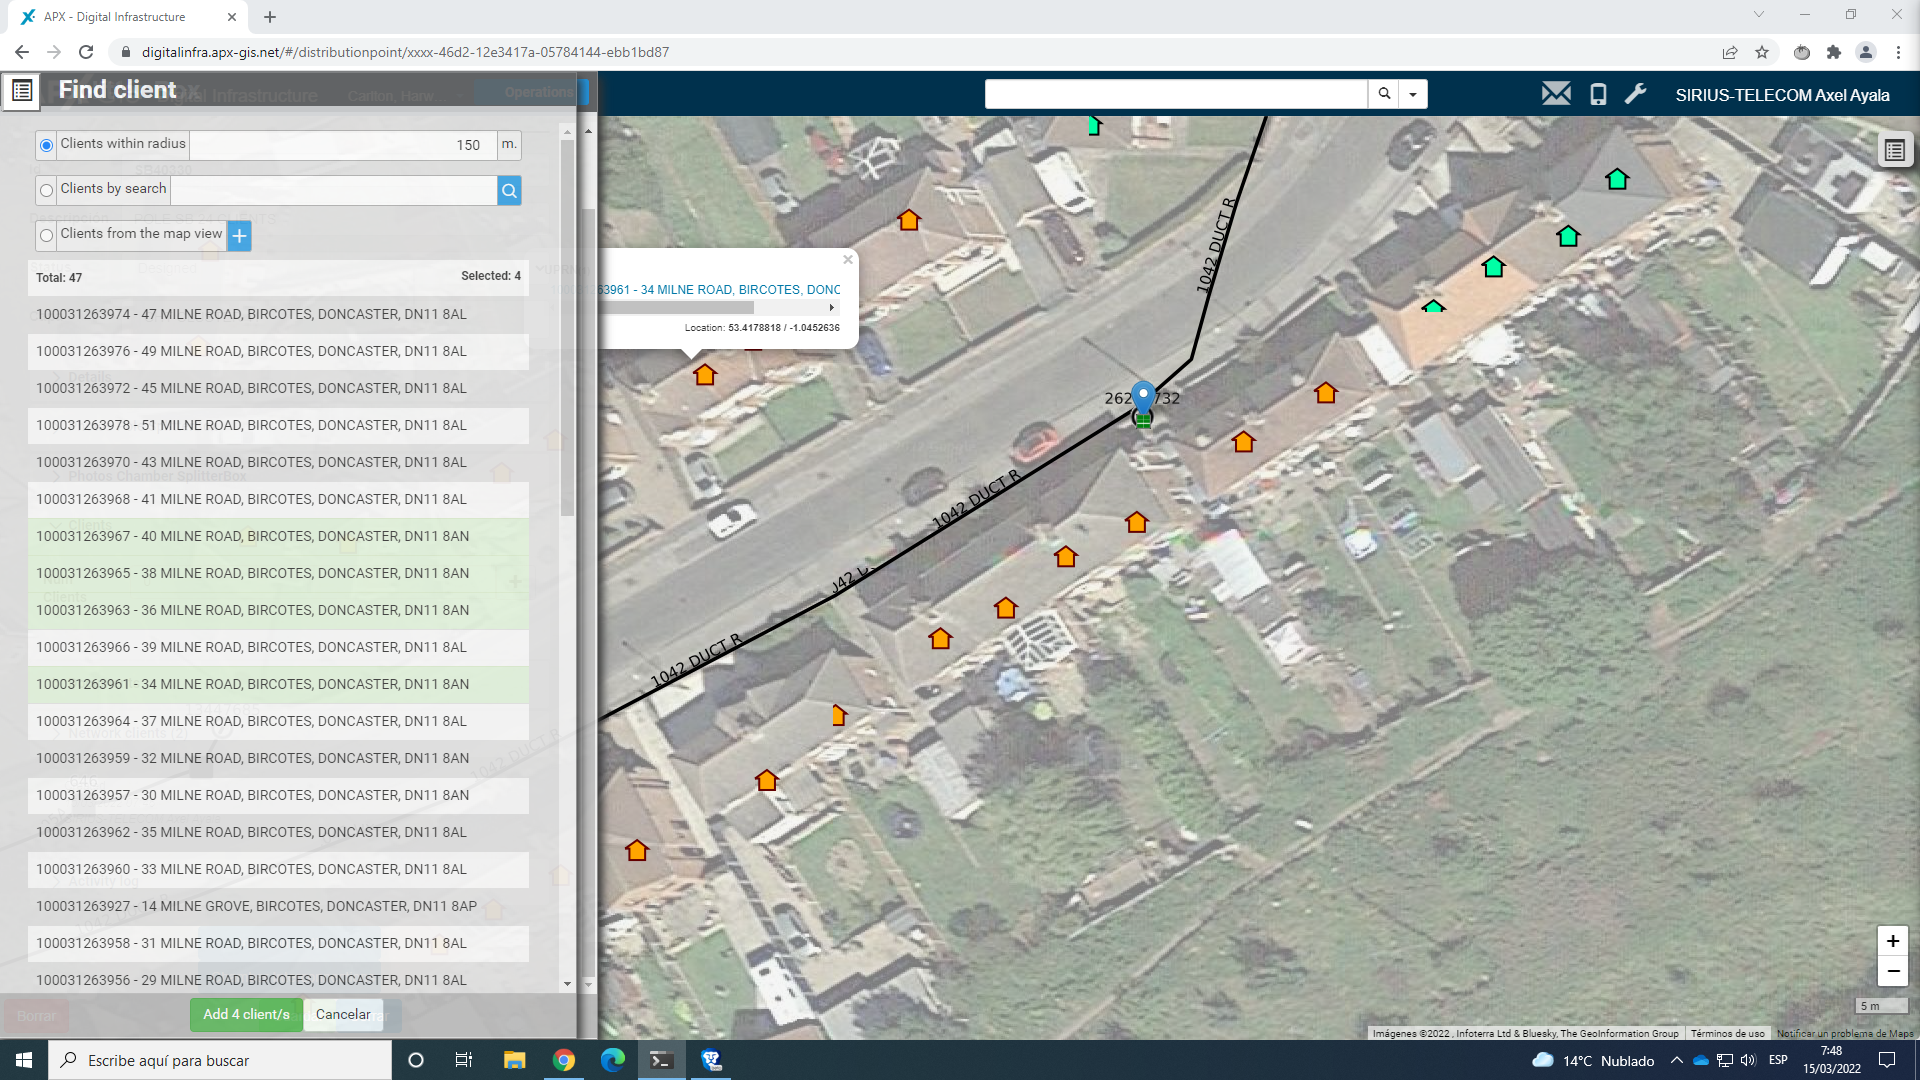 APX - Digital Infrastructure
digitalinfra.apx-gis.net/#/distributionpoint/xxxx-46d2-12e3417a-05784144-ebb1bd87
Find client
Operations
SIRIUS-TELECOM Axel Ayala
Clients within radius 150 m.
Clients by search
Clients from the map view
Total: 47 Selected: 4
100031263974 - 47 MILNE ROAD, BIRCOTES, DONCASTER, DN11 8AL
100031263976 - 49 MILNE ROAD, BIRCOTES, DONCASTER, DN11 8AL
100031263972 - 45 MILNE ROAD, BIRCOTES, DONCASTER, DN11 8AL
100031263978 - 51 MILNE ROAD, BIRCOTES, DONCASTER, DN11 8AL
100031263970 - 43 MILNE ROAD, BIRCOTES, DONCASTER, DN11 8AL
100031263968 - 41 MILNE ROAD, BIRCOTES, DONCASTER, DN11 8AL
100031263967 - 40 MILNE ROAD, BIRCOTES, DONCASTER, DN11 8AN
100031263965 - 38 MILNE ROAD, BIRCOTES, DONCASTER, DN11 8AN
100031263963 - 36 MILNE ROAD, BIRCOTES, DONCASTER, DN11 8AN
100031263966 - 39 MILNE ROAD, BIRCOTES, DONCASTER, DN11 8AL
100031263961 - 34 MILNE ROAD, BIRCOTES, DONCASTER, DN11 8AN
100031263964 - 37 MILNE ROAD, BIRCOTES, DONCASTER, DN11 8AL
100031263959 - 32 MILNE ROAD, BIRCOTES, DONCASTER, DN11 8AN
100031263957 - 30 MILNE ROAD, BIRCOTES, DONCASTER, DN11 8AN
100031263962 - 35 MILNE ROAD, BIRCOTES, DONCASTER, DN11 8AL
100031263960 - 33 MILNE ROAD, BIRCOTES, DONCASTER, DN11 8AL
100031263927 - 14 MILNE GROVE, BIRCOTES, DONCASTER, DN11 8AP
100031263958 - 31 MILNE ROAD, BIRCOTES, DONCASTER, DN11 8AL
100031263956 - 29 MILNE ROAD, BIRCOTES, DONCASTER, DN11 8AL
Borrar
Add 4 client/s
Cancelar
63961 - 34 MILNE ROAD, BIRCOTES, DONC
Location: 53.4178818 / -1.0452636
1042 DUCT R
1042 DUCT R
1042 DUCT R
+
−
5 m
Imágenes ©2022 , Infoterra Ltd & Bluesky, The GeoInformation Group Términos de uso Notificar un problema de Maps
Escribe aquí para buscar
14°C Nublado
ESP
7:48
15/03/2022